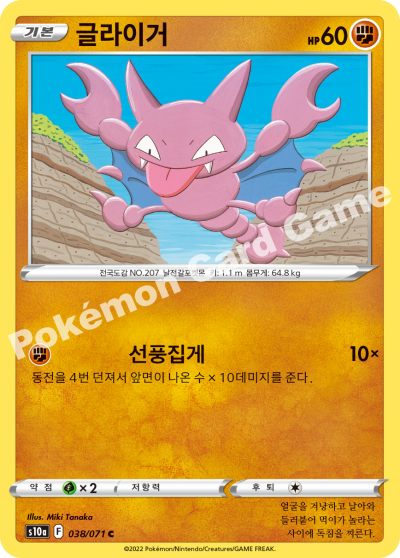 기본 글라이거 HP 60
전국도감 NO.207 날전갈포켓몬 키: 1.1 m 몸무게: 64.8 kg
Pokémon Card Game
선풍집게 10×
동전을 4번 던져서 앞면이 나온 수 × 10데미지를 준다.
약점 ×2 저항력 후퇴
Illus. Miki Tanaka
s10a F 038/071 C
얼굴을 겨냥하고 날아와
들러붙어 먹이가 놀라는
사이에 독침을 찌른다.
©2022 Pokémon/Nintendo/Creatures/GAME FREAK.